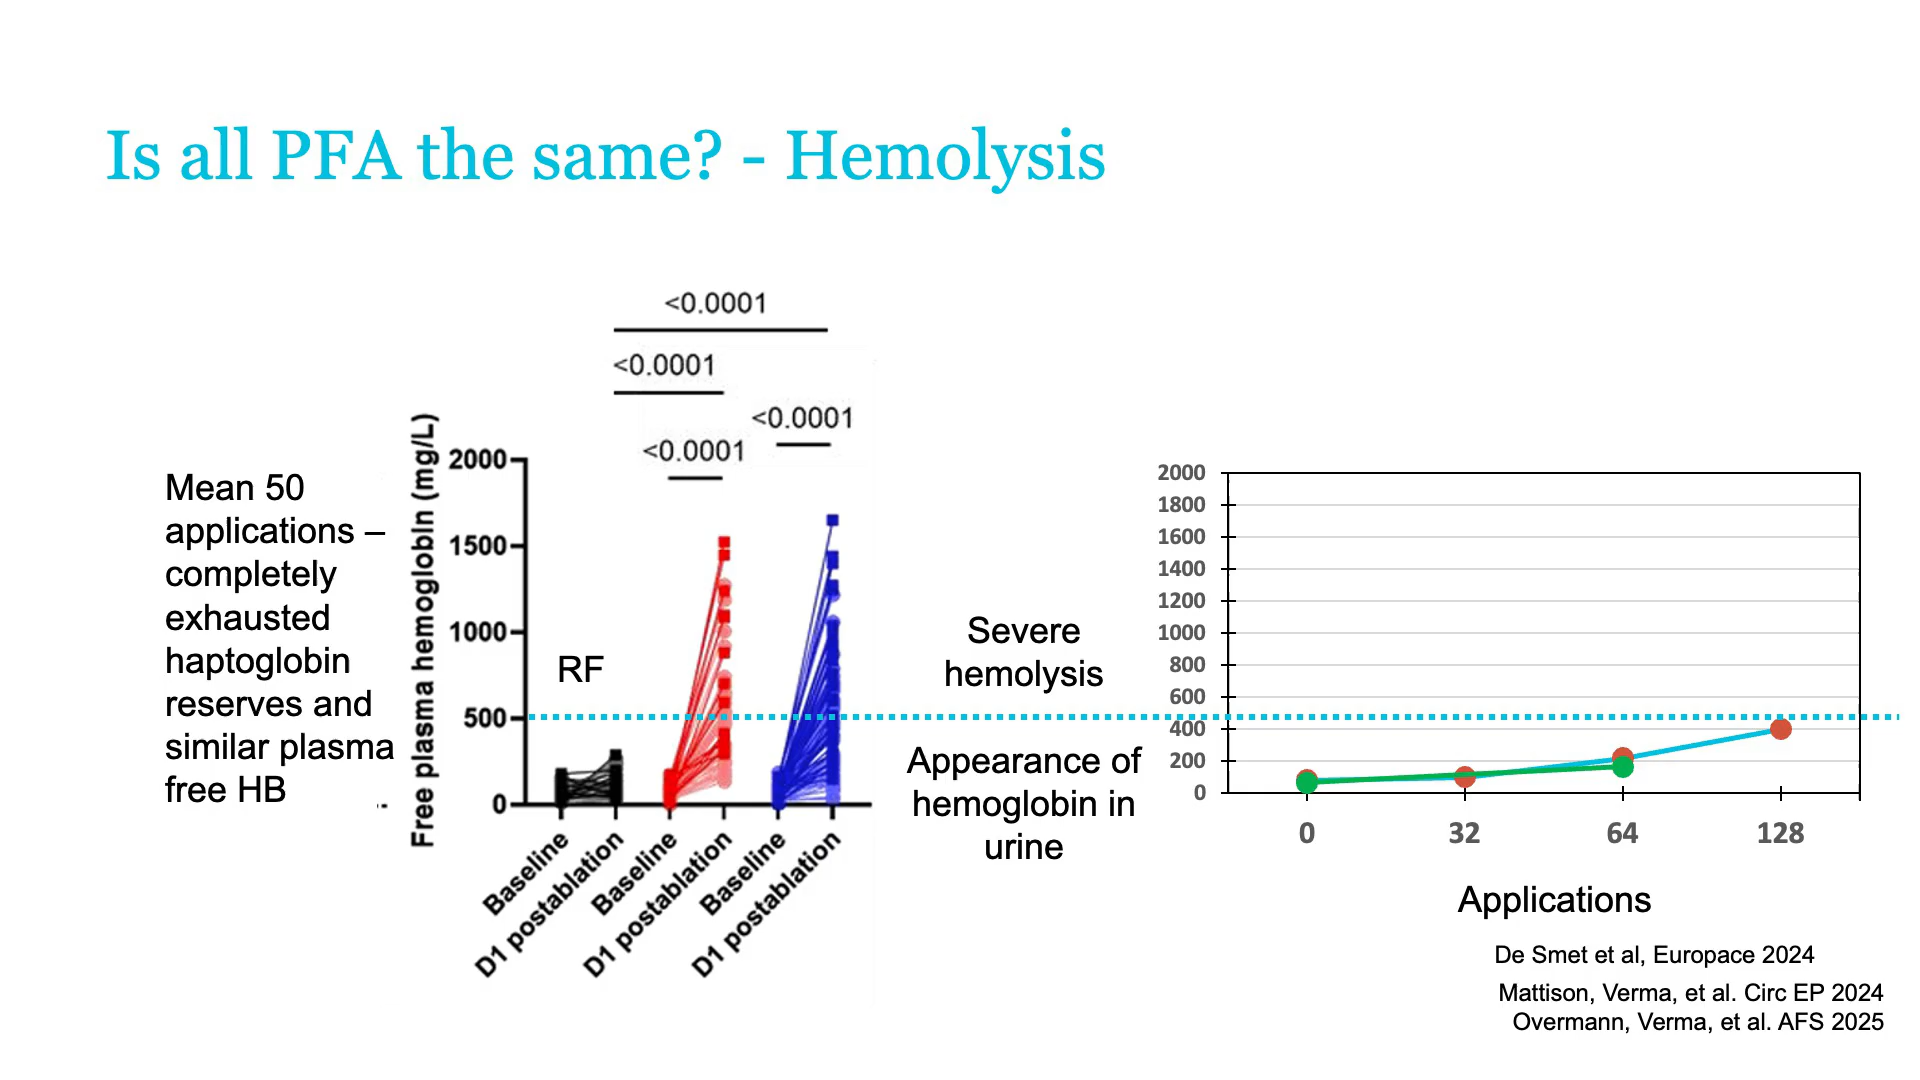 Is all PFA the same? - Hemolysis
Mean 50
applications –
completely
exhausted
haptoglobin
reserves and
similar plasma
free HB
<0.0001
<0.0001
<0.0001
<0.0001
Free plasma hemoglobin (mg/L)
2000
1500
1000
500
0
RF
Baseline
D1 postablation
Baseline
D1 postablation
Baseline
D1 postablation
Severe
hemolysis
Appearance of
hemoglobin in
urine
2000
1800
1600
1400
1200
1000
800
600
400
200
0
0
32
64
128
Applications
De Smet et al, Europace 2024
Mattison, Verma, et al. Circ EP 2024
Overmann, Verma, et al. AFS 2025